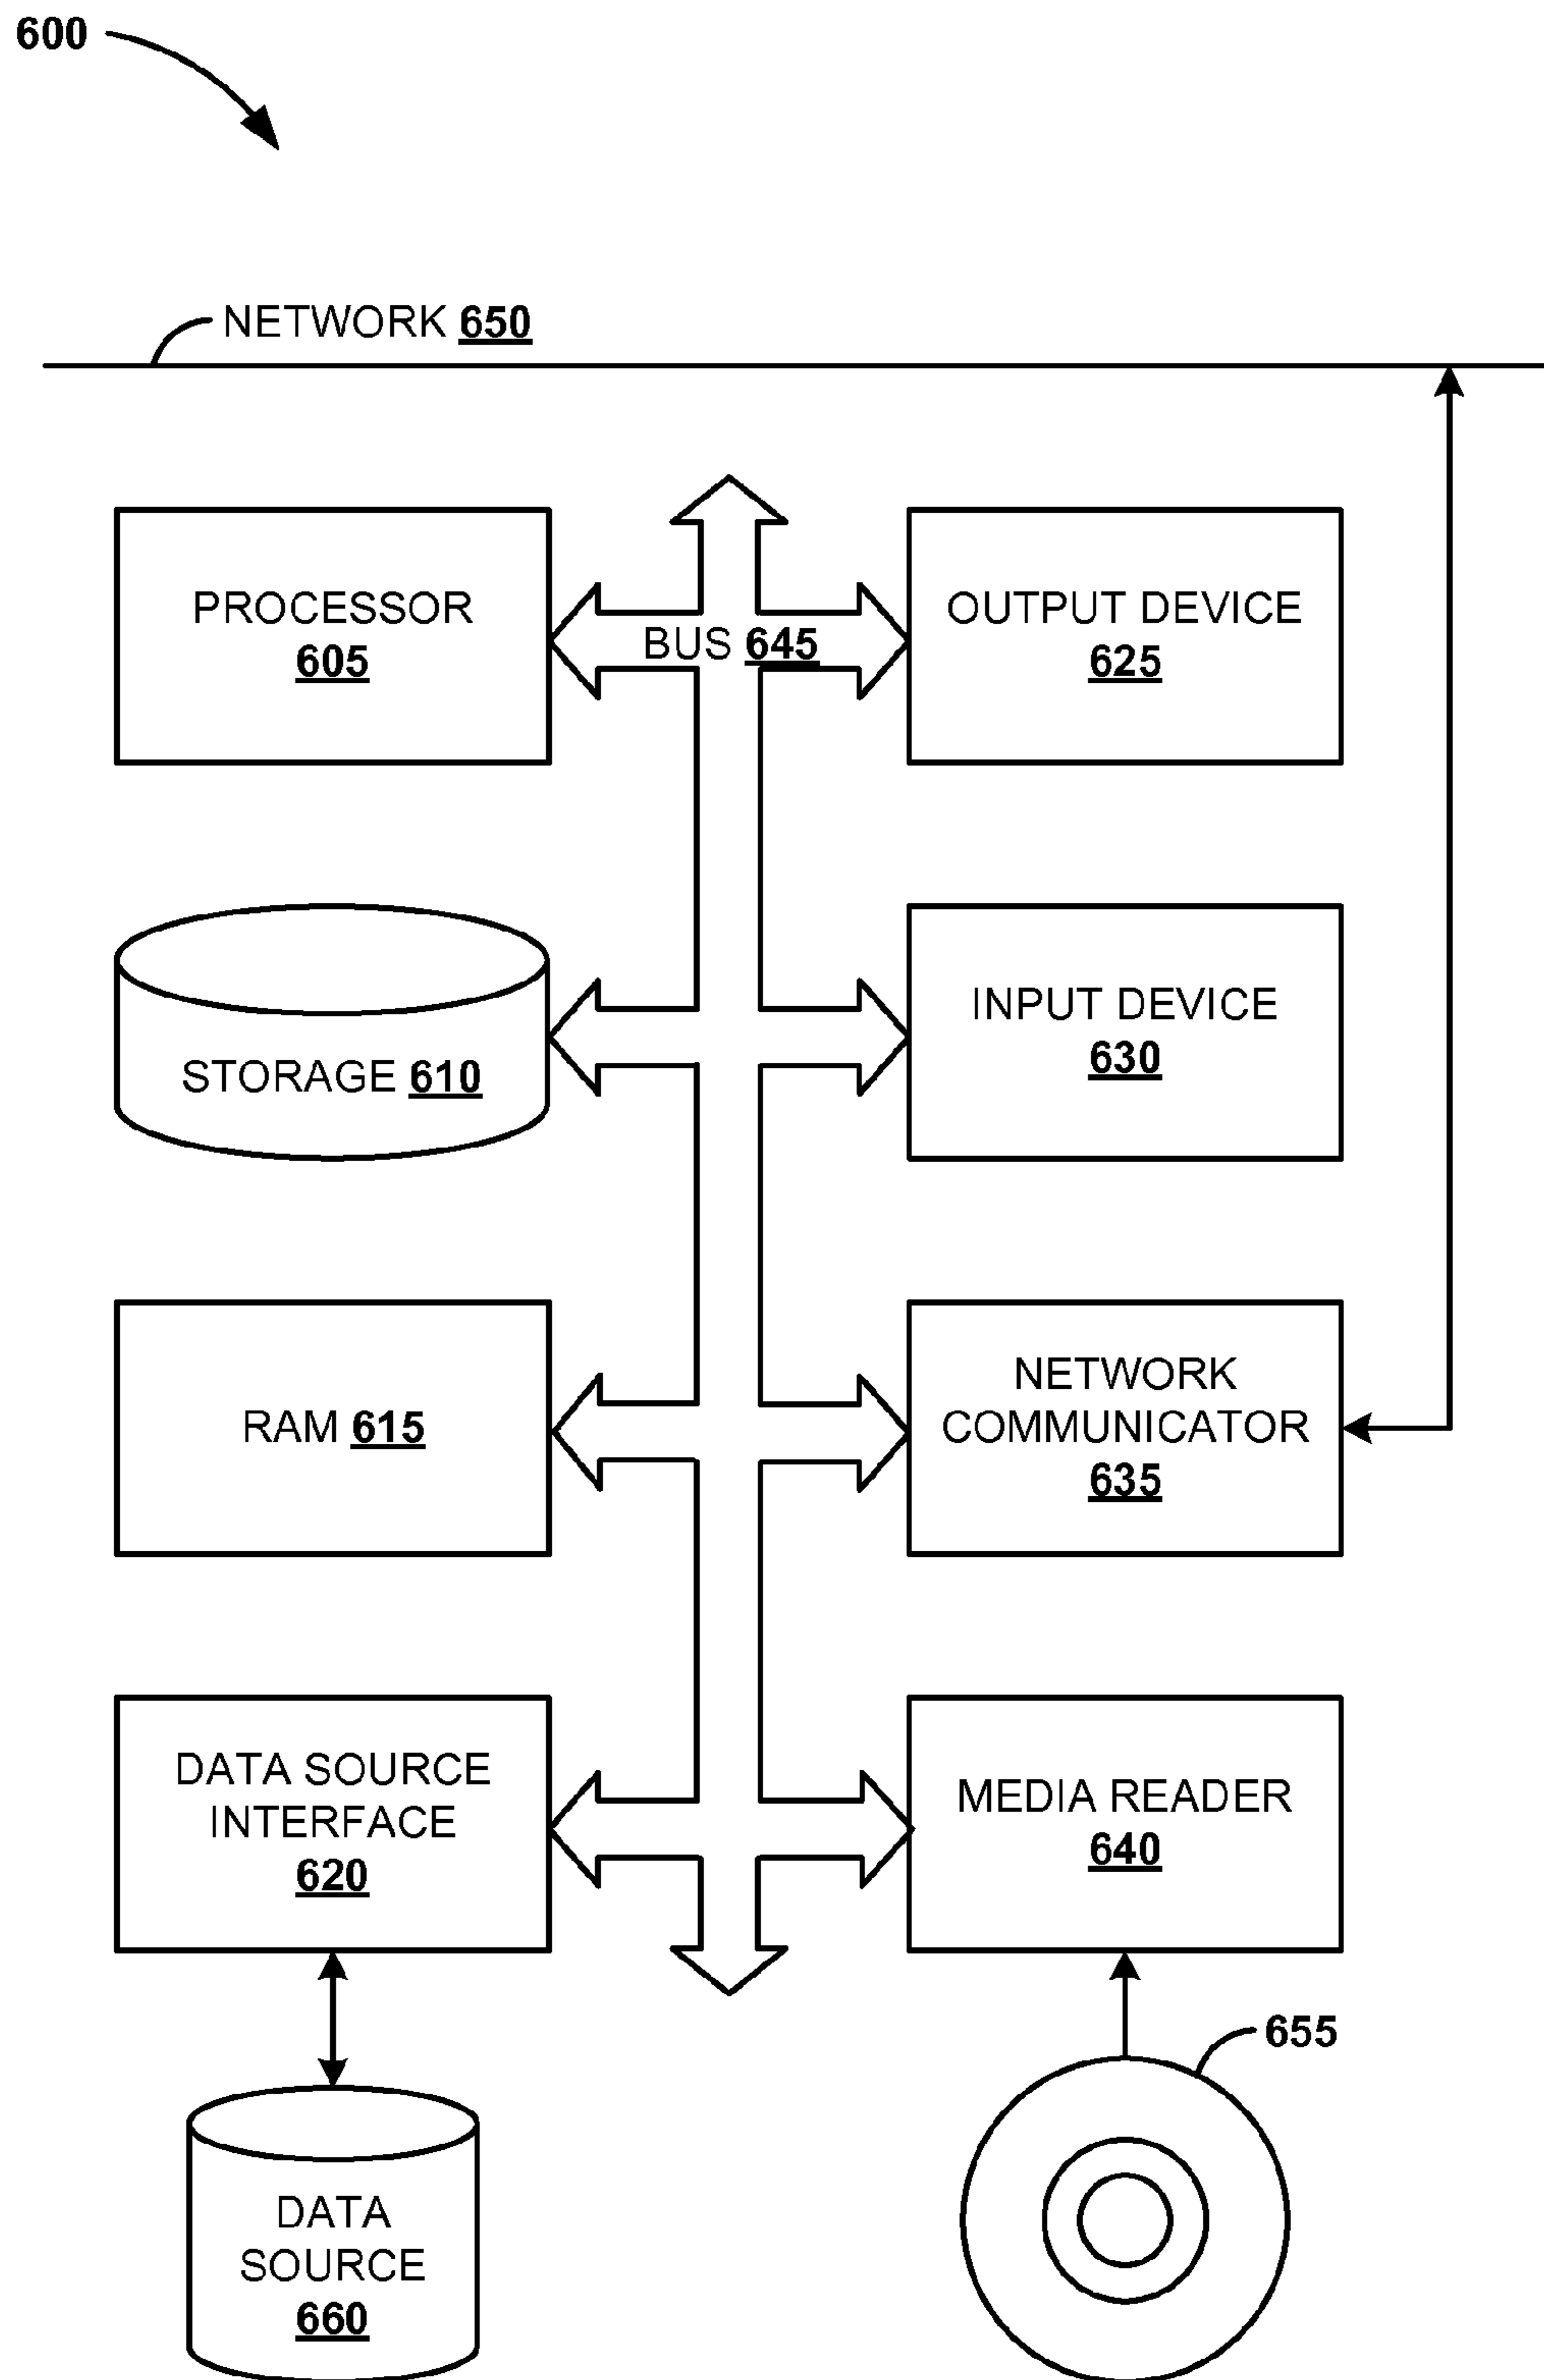 600
NETWORK 650
PROCESSOR
605
BUS 645
OUTPUT DEVICE
625
STORAGE 610
INPUT DEVICE
630
RAM 615
NETWORK
COMMUNICATOR
635
DATA SOURCE
INTERFACE
620
MEDIA READER
640
655
DATA
SOURCE
660